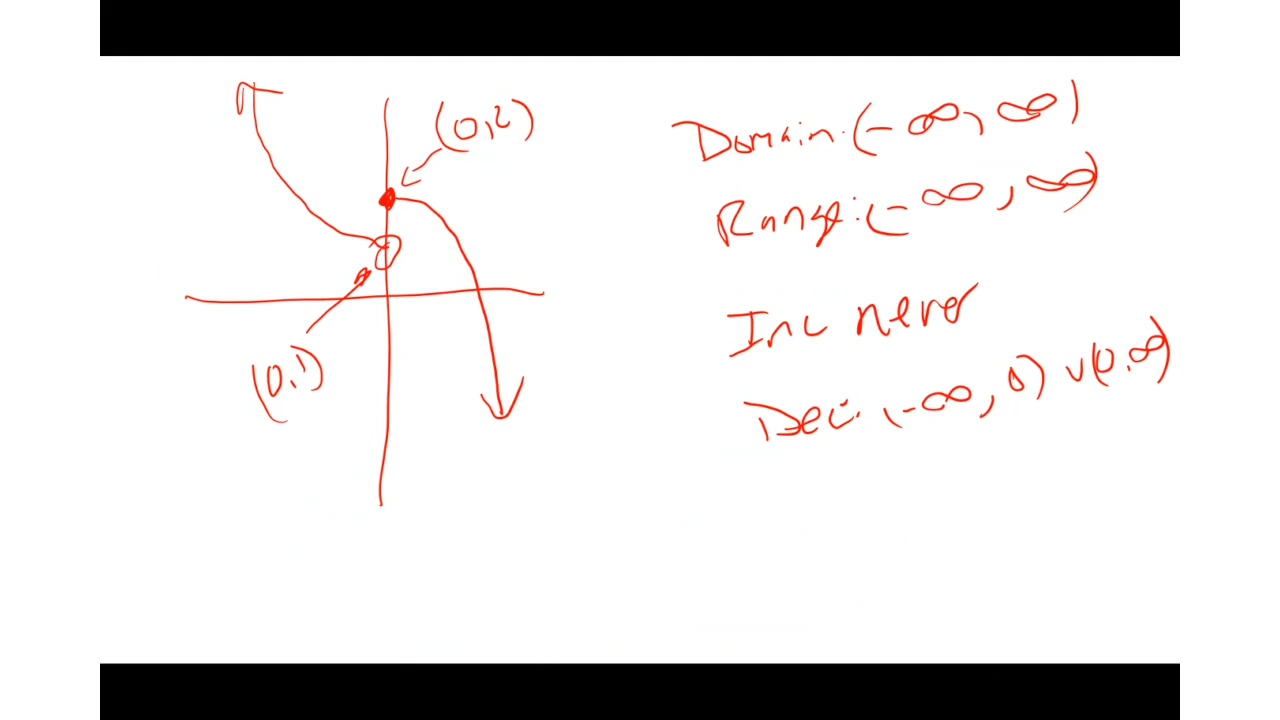 (0,2)
(0,1)
Domain: (-∞, ∞)
Range: (-∞, ∞)
Inc never
Dec: (-∞, 0) ∪ (0, ∞)